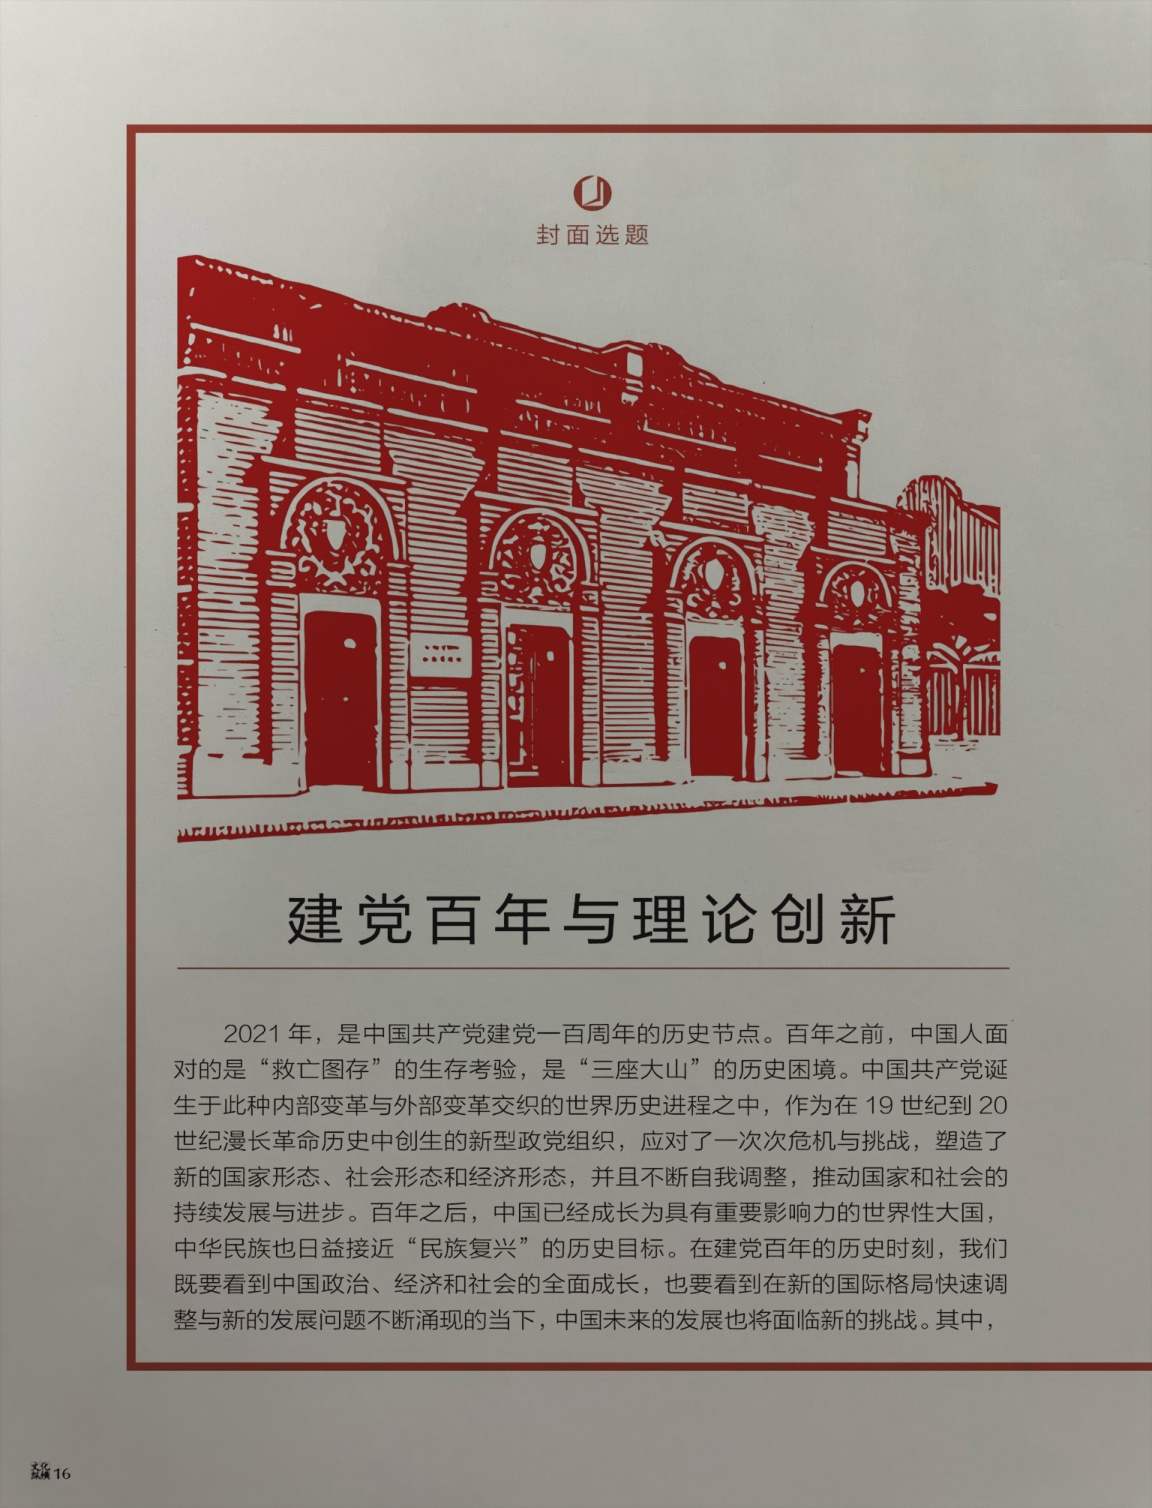 封面选题
建党百年与理论创新
2021 年，是中国共产党建党一百周年的历史节点。百年之前，中国人面
对的是“救亡图存”的生存考验，是“三座大山”的历史困境。中国共产党诞
生于此种内部变革与外部变革交织的世界历史进程之中，作为在 19 世纪到 20
世纪漫长革命历史中创生的新型政党组织，应对了一次次危机与挑战，塑造了
新的国家形态、社会形态和经济形态，并且不断自我调整，推动国家和社会的
持续发展与进步。百年之后，中国已经成长为具有重要影响力的世界性大国，
中华民族也日益接近“民族复兴”的历史目标。在建党百年的历史时刻，我们
既要看到中国政治、经济和社会的全面成长，也要看到在新的国际格局快速调
整与新的发展问题不断涌现的当下，中国未来的发展也将面临新的挑战。其中，
文化
纵横 16